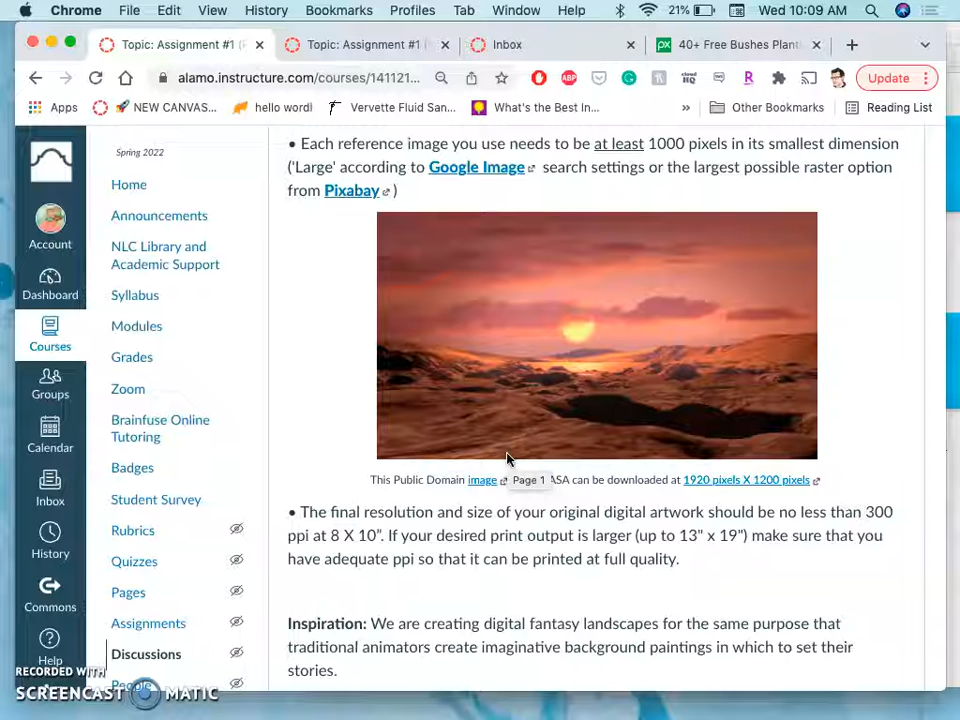 Chrome File Edit View History Bookmarks Profiles Tab Window Help 21% Wed 10:09 AM
Topic: Assignment #1 ( Topic: Assignment #1 ( Inbox 40+ Free Bushes Plant
alamo.instructure.com/courses/141121... Update
Apps NEW CANVAS... hello wordl Vervette Fluid San... What's the Best In... » Other Bookmarks Reading List
Account
Dashboard
Courses
Groups
Calendar
Inbox
History
Commons
Help
Spring 2022
Home
Announcements
NLC Library and
Academic Support
Syllabus
Modules
Grades
Zoom
Brainfuse Online
Tutoring
Badges
Student Survey
Rubrics
Quizzes
Pages
Assignments
Discussions
People
• Each reference image you use needs to be at least 1000 pixels in its smallest dimension
('Large' according to Google Image search settings or the largest possible raster option
from Pixabay )
This Public Domain image ASA can be downloaded at 1920 pixels X 1200 pixels
Page 1
• The final resolution and size of your original digital artwork should be no less than 300
ppi at 8 X 10”. If your desired print output is larger (up to 13" x 19") make sure that you
have adequate ppi so that it can be printed at full quality.
Inspiration: We are creating digital fantasy landscapes for the same purpose that
traditional animators create imaginative background paintings in which to set their
stories.
RECORDED WITH
SCREENCAST MATIC